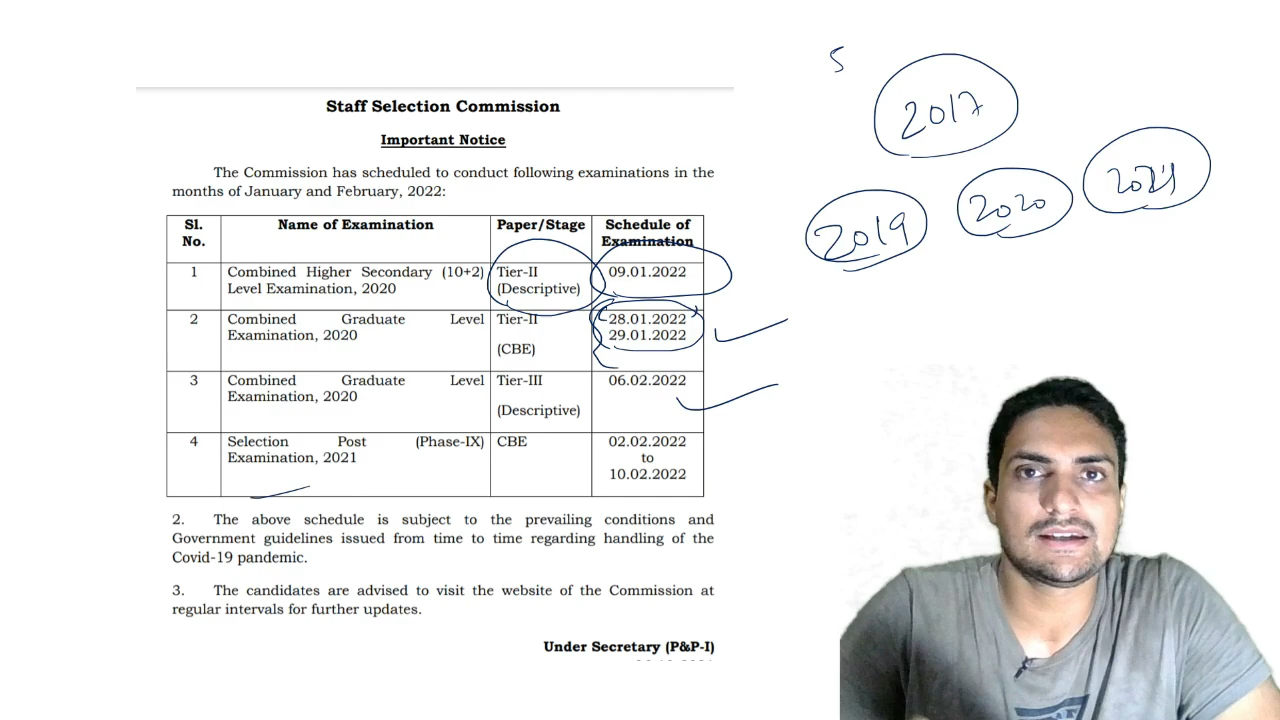 Staff Selection Commission
Important Notice
The Commission has scheduled to conduct following examinations in the
months of January and February, 2022:
Sl. No. Name of Examination Paper/Stage Schedule of Examination
1 Combined Higher Secondary (10+2) Level Examination, 2020 Tier-II (Descriptive) 09.01.2022
2 Combined Graduate Level Examination, 2020 Tier-II (CBE) 28.01.2022 29.01.2022
3 Combined Graduate Level Examination, 2020 Tier-III (Descriptive) 06.02.2022
4 Selection Post (Phase-IX) Examination, 2021 CBE 02.02.2022 to 10.02.2022
2. The above schedule is subject to the prevailing conditions and
Government guidelines issued from time to time regarding handling of the
Covid-19 pandemic.
3. The candidates are advised to visit the website of the Commission at
regular intervals for further updates.
Under Secretary (P&P-I)
2017
2019
2020